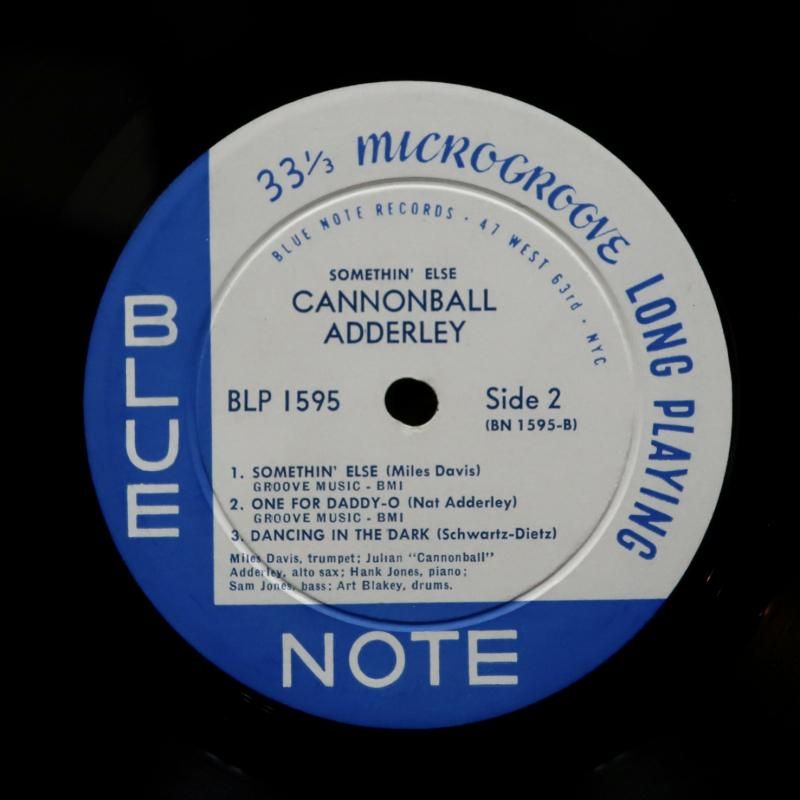 33⅓ MICROGROOVE LONG PLAYING
BLUE NOTE RECORDS · 47 WEST 63rd · NYC
SOMETHIN' ELSE
CANNONBALL
ADDERLEY
BLP 1595
Side 2
(BN 1595-B)
1. SOMETHIN' ELSE (Miles Davis)
GROOVE MUSIC - BMI
2. ONE FOR DADDY-O (Nat Adderley)
GROOVE MUSIC - BMI
3. DANCING IN THE DARK (Schwartz-Dietz)
Miles Davis, trumpet; Julian "Cannonball"
Adderley, alto sax; Hank Jones, piano;
Sam Jones, bass; Art Blakey, drums.
BLUE
NOTE